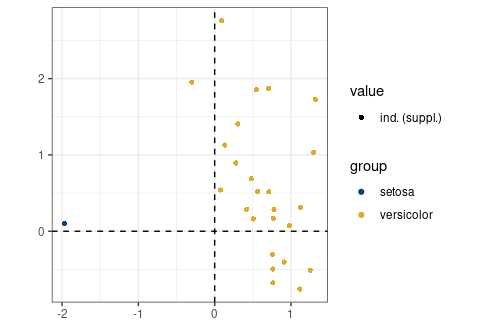 2
1
0
-2
-1
0
1
value
ind. (suppl.)
group
setosa
versicolor